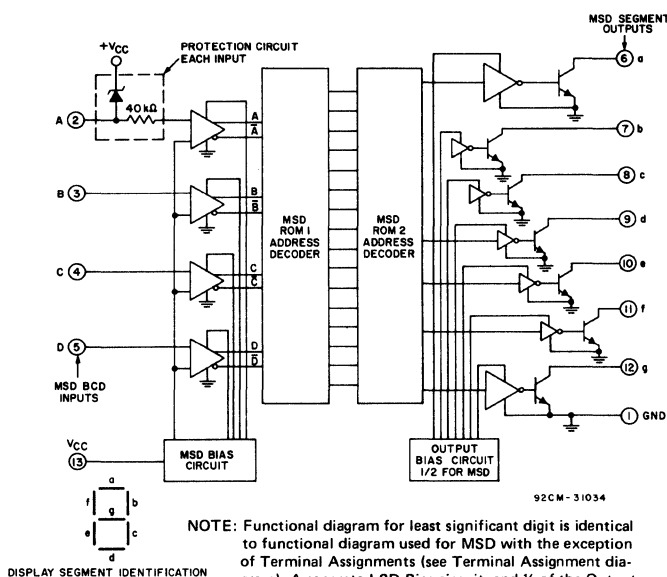 MSD SEGMENT
OUTPUTS
+VCC
PROTECTION CIRCUIT
EACH INPUT
40 kΩ
A 2
A
A̅
B 3
B
B̅
C 4
C
C̅
D 5
D
D̅
MSD BCD
INPUTS
VCC
13
MSD BIAS
CIRCUIT
MSD
ROM 1
ADDRESS
DECODER
MSD
ROM 2
ADDRESS
DECODER
6 a
7 b
8 c
9 d
10 e
11 f
12 g
1 GND
OUTPUT
BIAS CIRCUIT
1/2 FOR MSD
92CM-31034
a
f
g
b
e
c
d
DISPLAY SEGMENT IDENTIFICATION
NOTE: Functional diagram for least significant digit is identical
to functional diagram used for MSD with the exception
of Terminal Assignments (see Terminal Assignment dia-